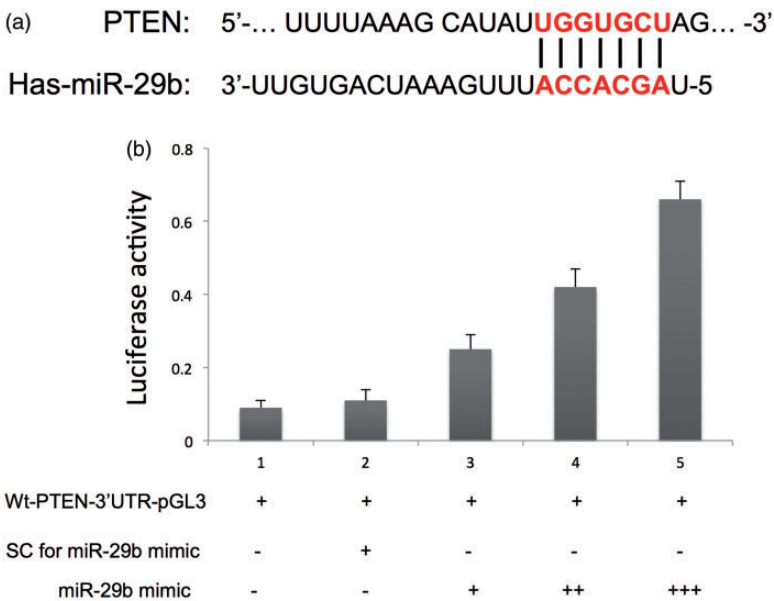 (a) PTEN: 5'-... UUUUAAAG CAUAUUGGUGCUAG... -3'
Has-miR-29b: 3'-UUGUGACUAAAGUUUACCACGAU-5
(b)
Luciferase activity
0.8
0.6
0.4
0.2
0
1 2 3 4 5
Wt-PTEN-3'UTR-pGL3 + + + + +
SC for miR-29b mimic - + - - -
miR-29b mimic - - + ++ +++